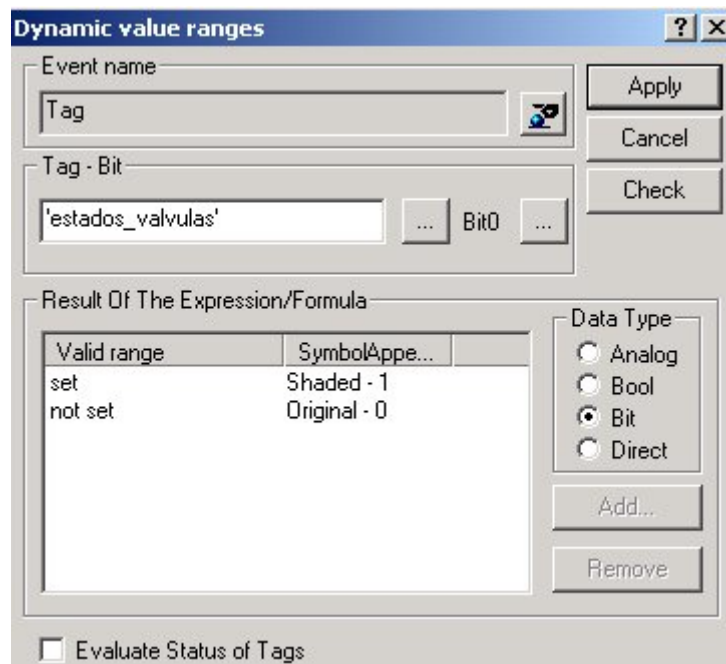 Dynamic value ranges
Event name
Tag
Apply
Cancel
Check
Tag - Bit
'estados_valvulas'
...
Bit0
...
Result Of The Expression/Formula
Valid range SymbolAppe...
set Shaded - 1
not set Original - 0
Data Type
Analog
Bool
Bit
Direct
Add...
Remove
Evaluate Status of Tags